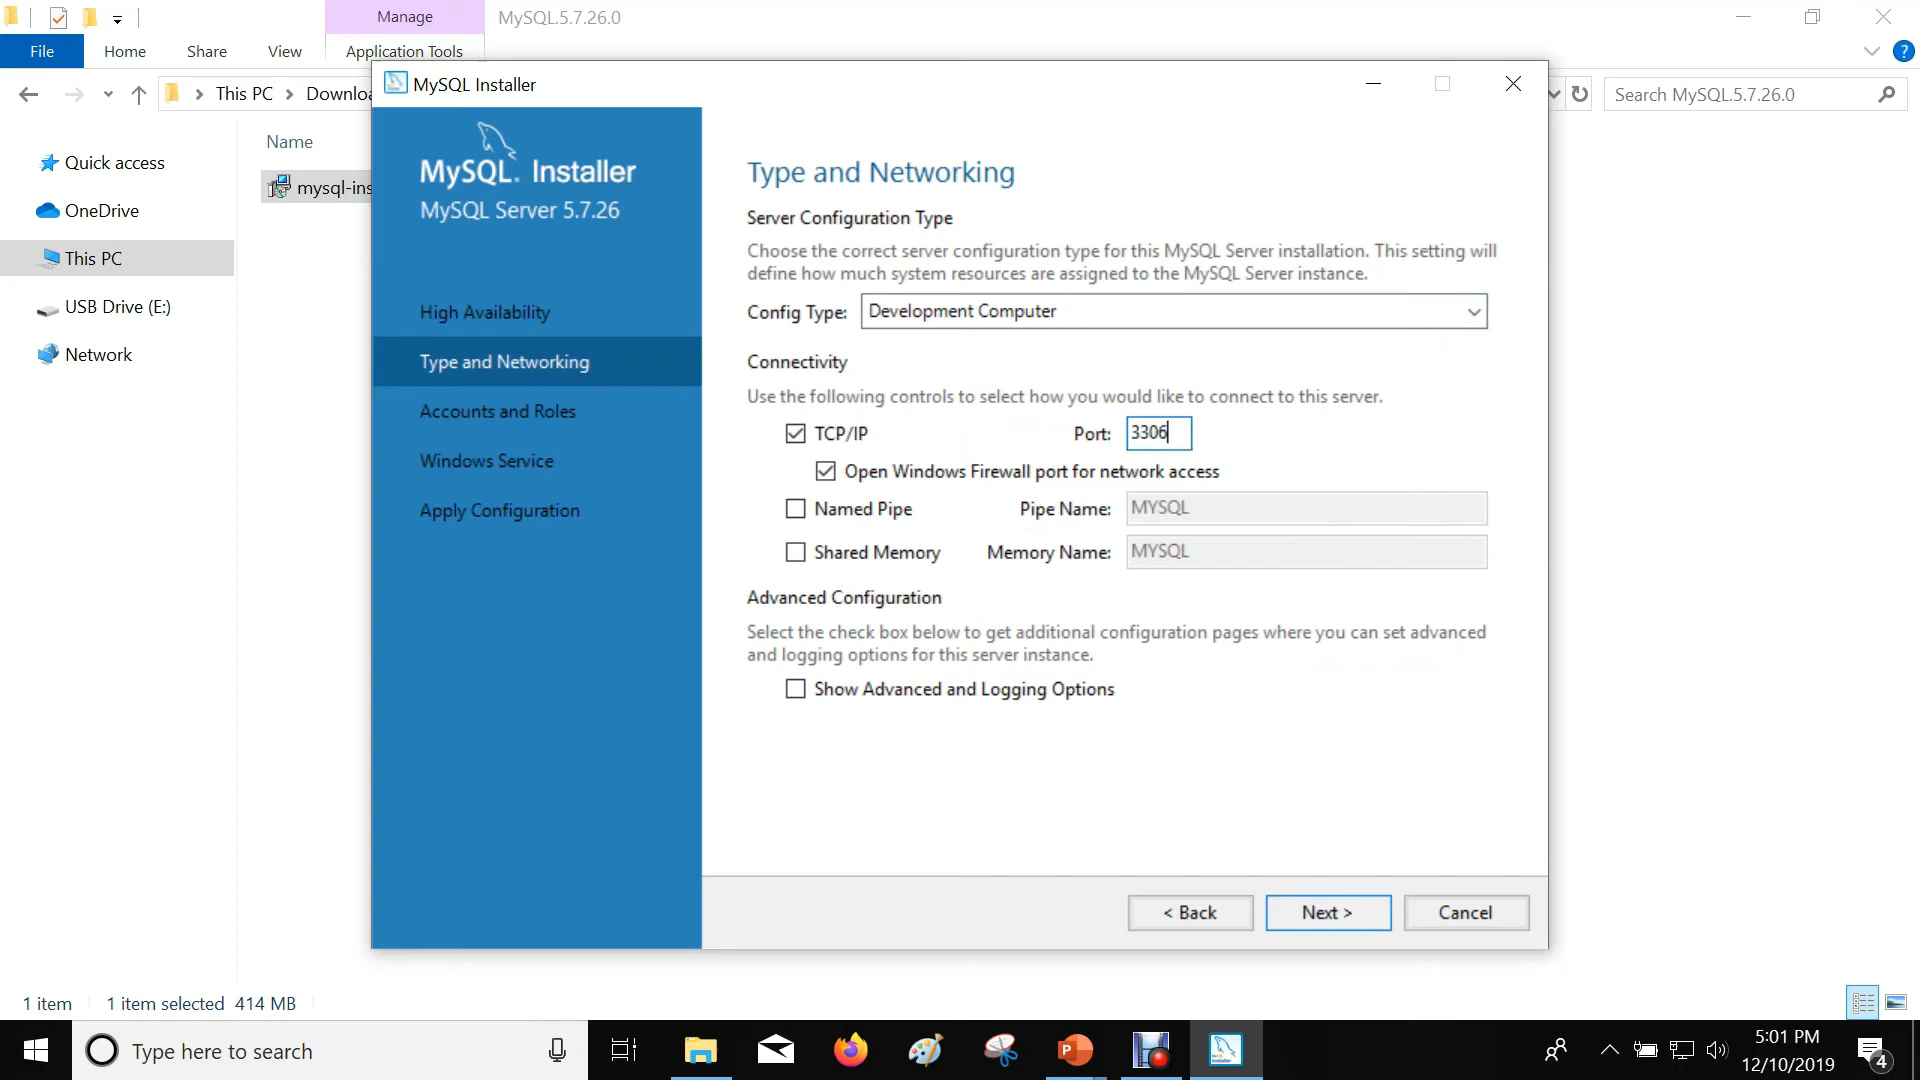 Manage
MySQL.5.7.26.0
File
Home
Share
View
Application Tools
MySQL Installer
This PC
Search MySQL.5.7.26.0
Name
Quick access
OneDrive
This PC
USB Drive (E:)
Network
MySQL. Installer
MySQL Server 5.7.26
High Availability
Type and Networking
Accounts and Roles
Windows Service
Apply Configuration
Type and Networking
Server Configuration Type
Choose the correct server configuration type for this MySQL Server installation. This setting will
define how much system resources are assigned to the MySQL Server instance.
Config Type: Development Computer
Connectivity
Use the following controls to select how you would like to connect to this server.
TCP/IP Port: 3306
Open Windows Firewall port for network access
Named Pipe Pipe Name: MYSQL
Shared Memory Memory Name: MYSQL
Advanced Configuration
Select the check box below to get additional configuration pages where you can set advanced
and logging options for this server instance.
Show Advanced and Logging Options
< Back
Next >
Cancel
1 item
1 item selected 414 MB
Type here to search
5:01 PM
12/10/2019
4